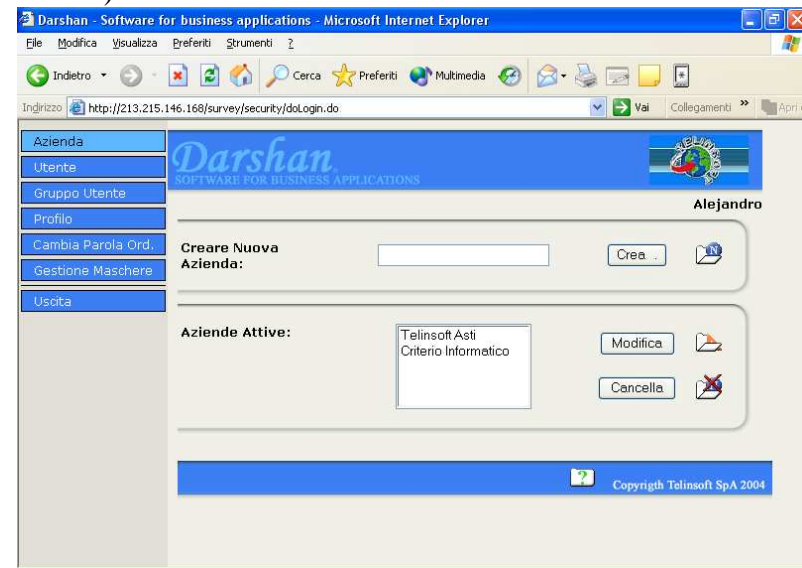 Darshan - Software for business applications - Microsoft Internet Explorer
File Modifica Visualizza Preferiti Strumenti ?
Indietro Cerca Preferiti Multimedia
Indirizzo http://213.215.146.168/survey/security/doLogin.do Vai Collegamenti » Apri
Azienda
Utente
Gruppo Utente
Profilo
Cambia Parola Ord.
Gestione Maschere
Uscita
Darshan
SOFTWARE FOR BUSINESS APPLICATIONS
TELINSOFT
Alejandro
Creare Nuova
Azienda:
Crea .
N
Aziende Attive:
Telinsoft Asti
Criterio Informatico
Modifica
Cancella
?
Copyrigth Telinsoft SpA 2004